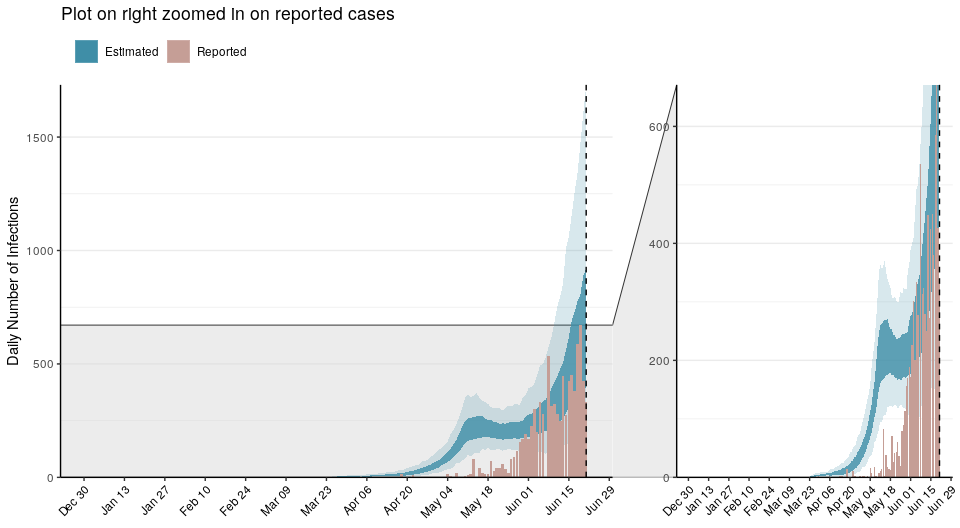 Plot on right zoomed in on reported cases
Estimated Reported
Daily Number of Infections
1500
1000
500
0
Dec 30 Jan 13 Jan 27 Feb 10 Feb 24 Mar 09 Mar 23 Apr 06 Apr 20 May 04 May 18 Jun 01 Jun 15 Jun 29
600
400
200
0
Dec 30 Jan 13 Jan 27 Feb 10 Feb 24 Mar 09 Mar 23 Apr 06 Apr 20 May 04 May 18 Jun 01 Jun 15 Jun 29